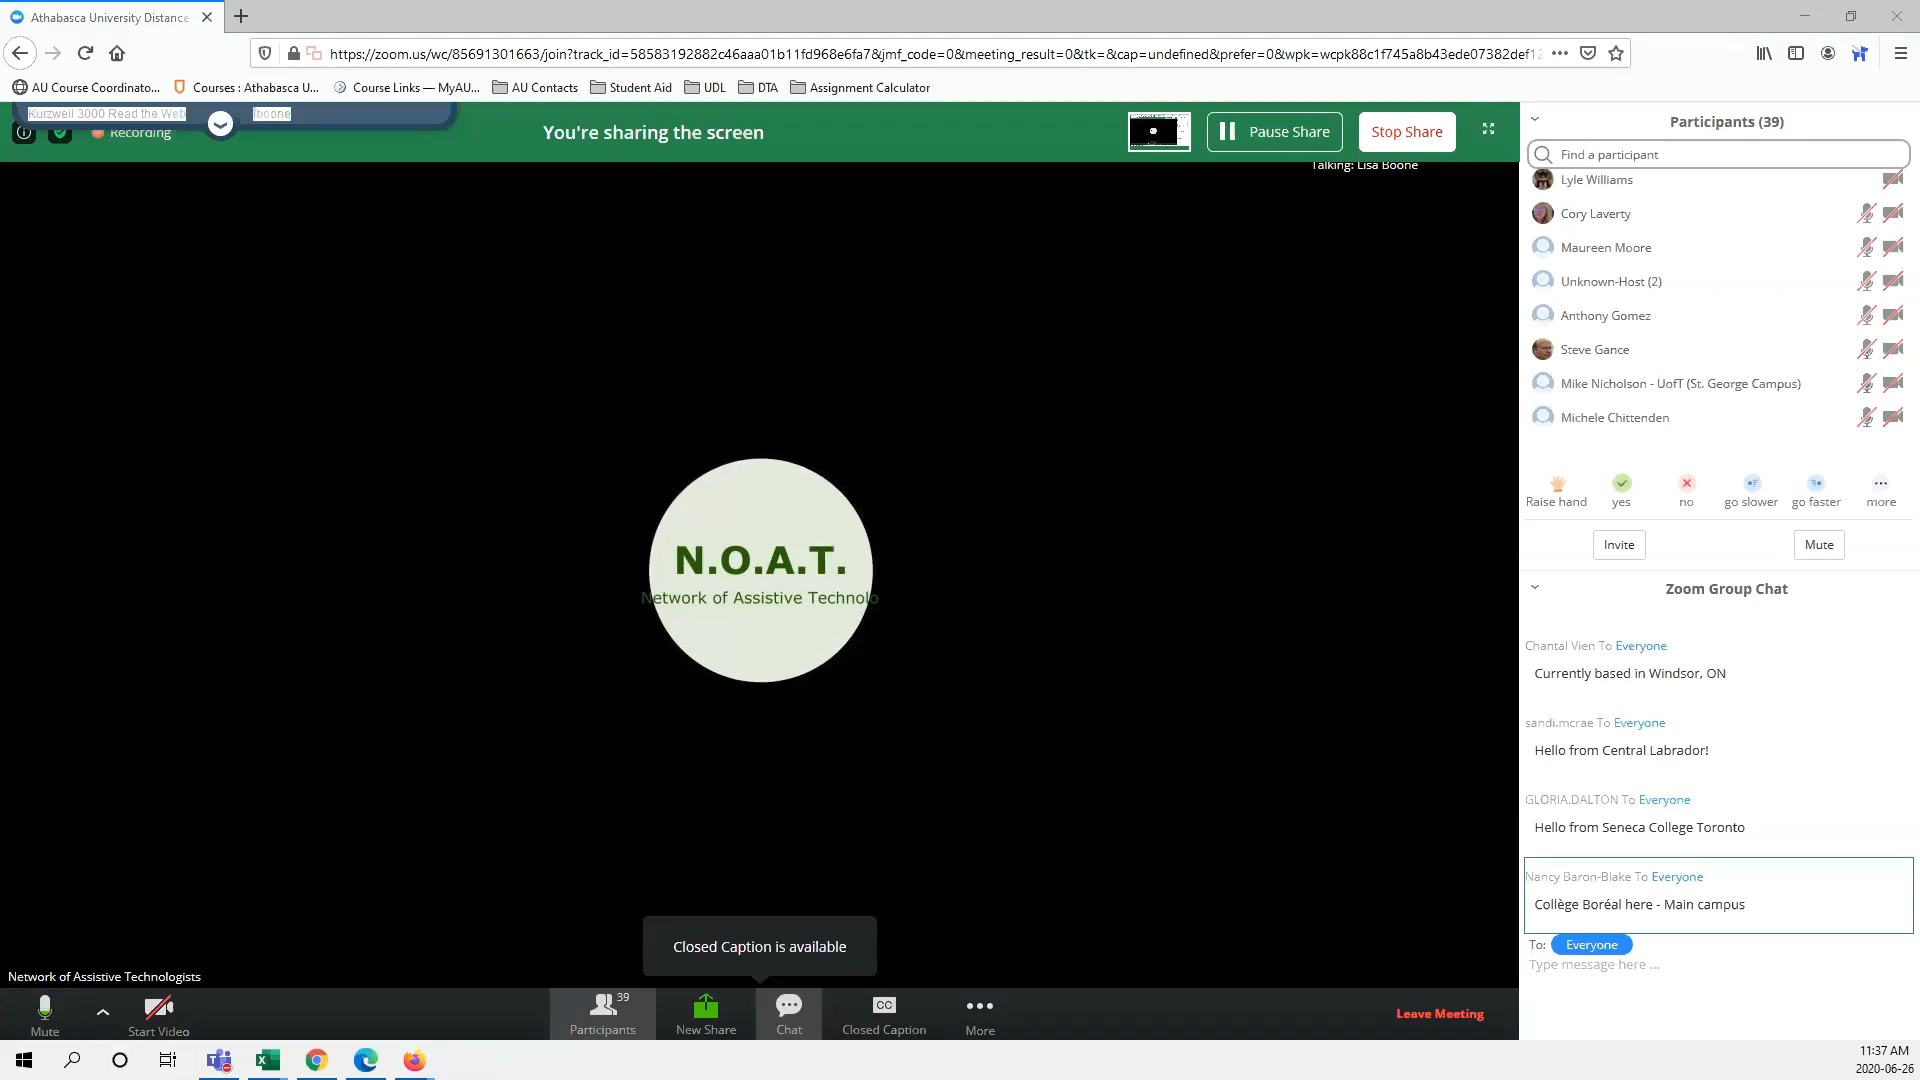 Athabasca University Distance
https://zoom.us/wc/85691301663/join?track_id=58583192882c46aaa01b11fd968e6fa7&jmf_code=0&meeting_result=0&tk=&cap=undefined&prefer=0&wpk=wcpk88c1f745a8b43ede07382def12
AU Course Coordinato... Courses : Athabasca U... Course Links — MyAU... AU Contacts Student Aid UDL DTA Assignment Calculator
Kurzweil 3000 Read the Web lboone
Recording
You're sharing the screen
Pause Share
Stop Share
Talking: Lisa Boone
Participants (39)
Find a participant
Lyle Williams
Cory Laverty
Maureen Moore
Unknown-Host (2)
Anthony Gomez
Steve Gance
Mike Nicholson - UofT (St. George Campus)
Michele Chittenden
Raise hand yes no go slower go faster more
Invite Mute
Zoom Group Chat
Chantal Vien To Everyone
Currently based in Windsor, ON
sandi.mcrae To Everyone
Hello from Central Labrador!
GLORIA.DALTON To Everyone
Hello from Seneca College Toronto
Nancy Baron-Blake To Everyone
Collège Boréal here - Main campus
To: Everyone
Type message here ...
N.O.A.T.
Network of Assistive Technolo
Closed Caption is available
Network of Assistive Technologists
Mute Start Video
39
Participants New Share Chat
CC
Closed Caption More
Leave Meeting
11:37 AM
2020-06-26